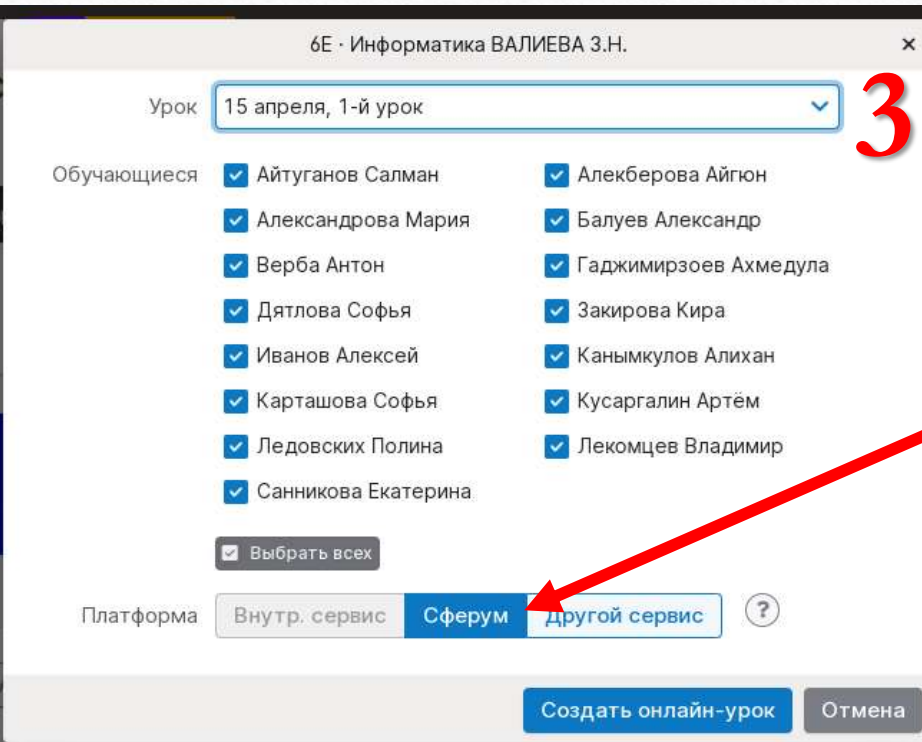 6Е · Информатика ВАЛИЕВА З.Н.
×
3
Урок 15 апреля, 1-й урок
Обучающиеся Айтуганов Салман Алекберова Айгюн
Александрова Мария Балуев Александр
Верба Антон Гаджимирзоев Ахмедула
Дятлова Софья Закирова Кира
Иванов Алексей Канымкулов Алихан
Карташова Софья Кусаргалин Артём
Ледовских Полина Лекомцев Владимир
Санникова Екатерина
Выбрать всех
Платформа Внутр. сервис Сферум Другой сервис ?
Создать онлайн-урок Отмена